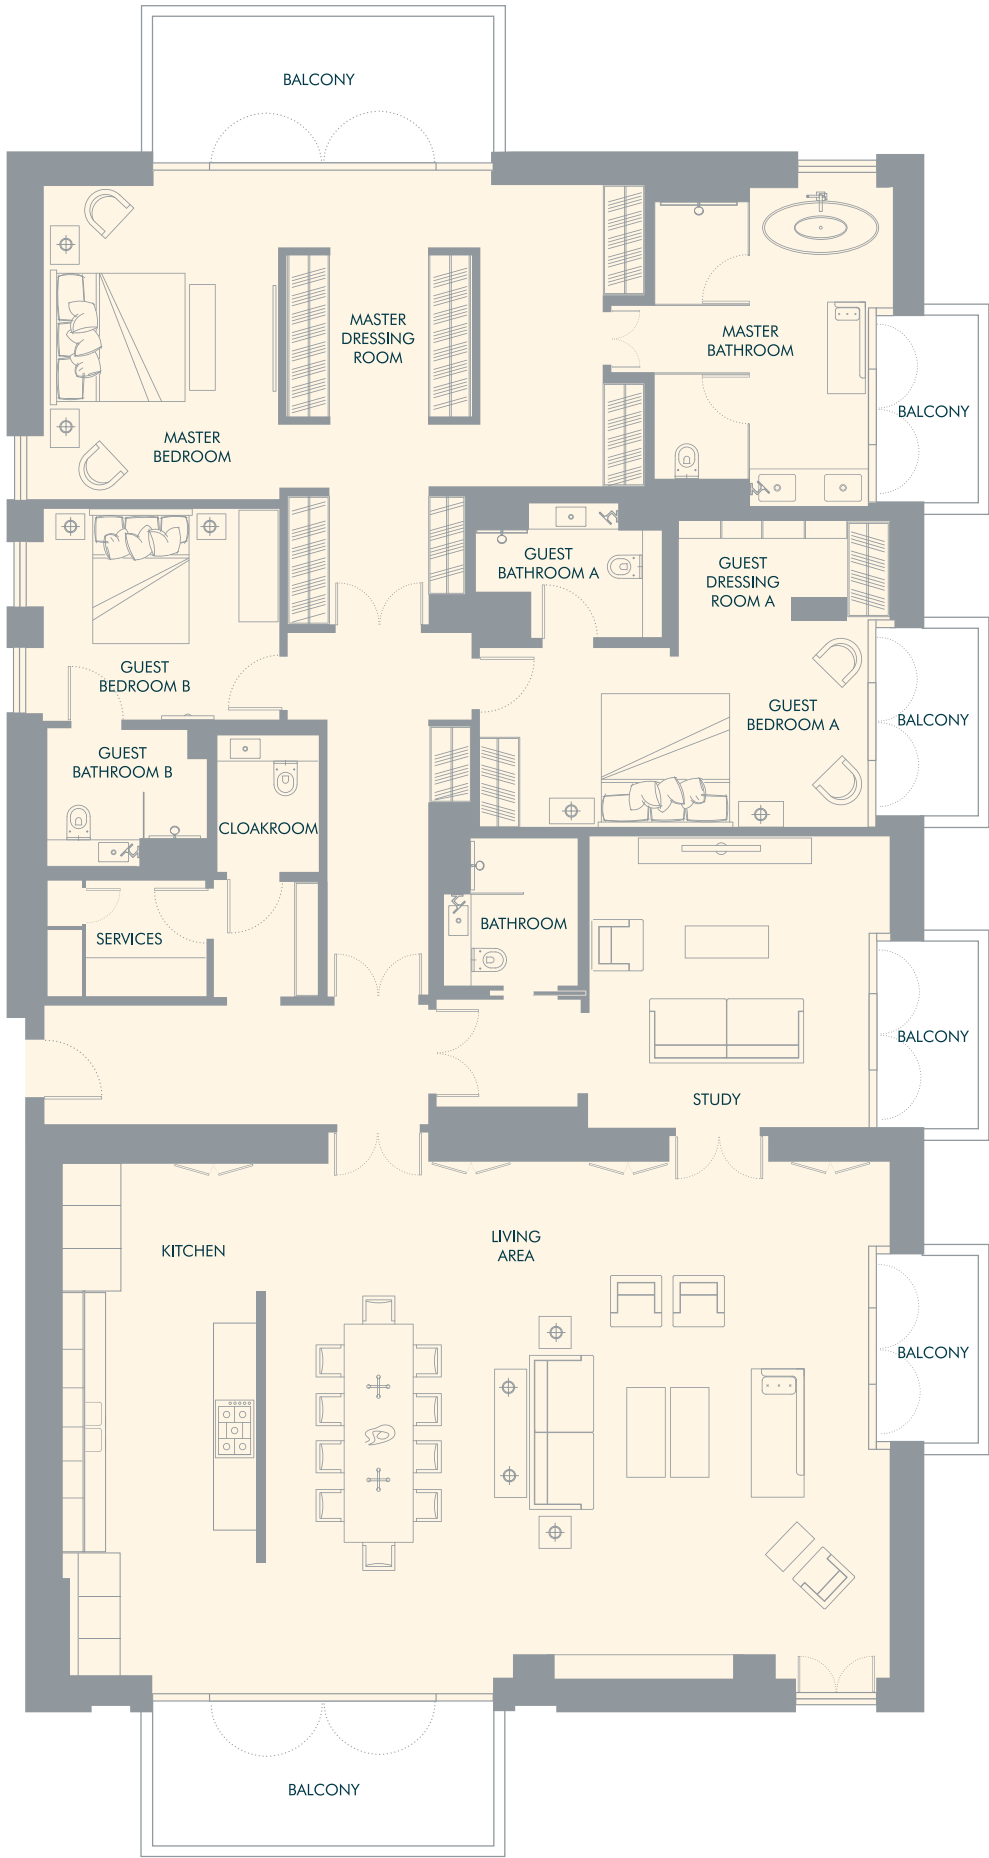 BALCONY
MASTER
DRESSING
ROOM
MASTER
BATHROOM
BALCONY
MASTER
BEDROOM
GUEST
BATHROOM A
GUEST
DRESSING
ROOM A
GUEST
BEDROOM B
GUEST
BEDROOM A
BALCONY
GUEST
BATHROOM B
CLOAKROOM
BATHROOM
SERVICES
BALCONY
STUDY
KITCHEN
LIVING
AREA
BALCONY
BALCONY